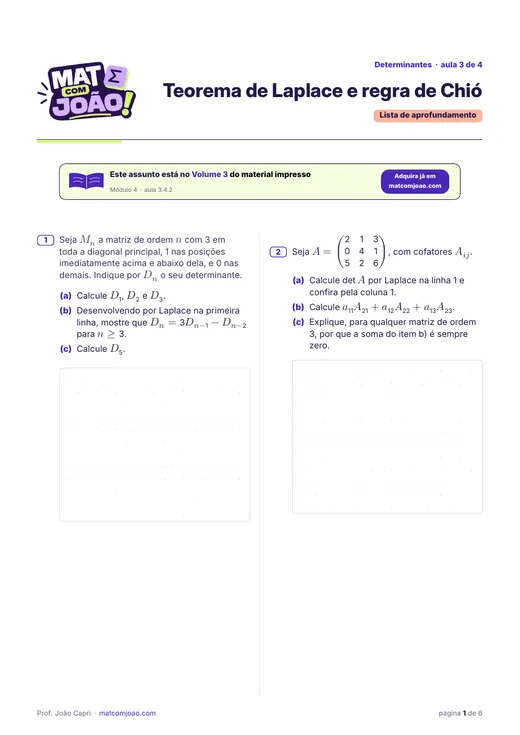 MAT Σ
COM
JOÃO!
Determinantes · aula 3 de 4
Teorema de Laplace e regra de Chió
Lista de aprofundamento
Este assunto está no Volume 3 do material impresso
Módulo 4 · aula 3.4.2
Adquira já em
matcomjoao.com
1 Seja Mₙ a matriz de ordem n com 3 em
toda a diagonal principal, 1 nas posições
imediatamente acima e abaixo dela, e 0 nas
demais. Indique por Dₙ o seu determinante.
(a) Calcule D₁, D₂ e D₃.
(b) Desenvolvendo por Laplace na primeira
linha, mostre que Dₙ = 3Dₙ₋₁ − Dₙ₋₂
para n ≥ 3.
(c) Calcule D₅.
2 Seja A = (2 1 3
0 4 1
5 2 6), com cofatores Aᵢⱼ.
(a) Calcule det A por Laplace na linha 1 e
confira pela coluna 1.
(b) Calcule a₁₁A₂₁ + a₁₂A₂₂ + a₁₃A₂₃.
(c) Explique, para qualquer matriz de ordem
3, por que a soma do item b) é sempre
zero.
Prof. João Capri · matcomjoao.com
página 1 de 6